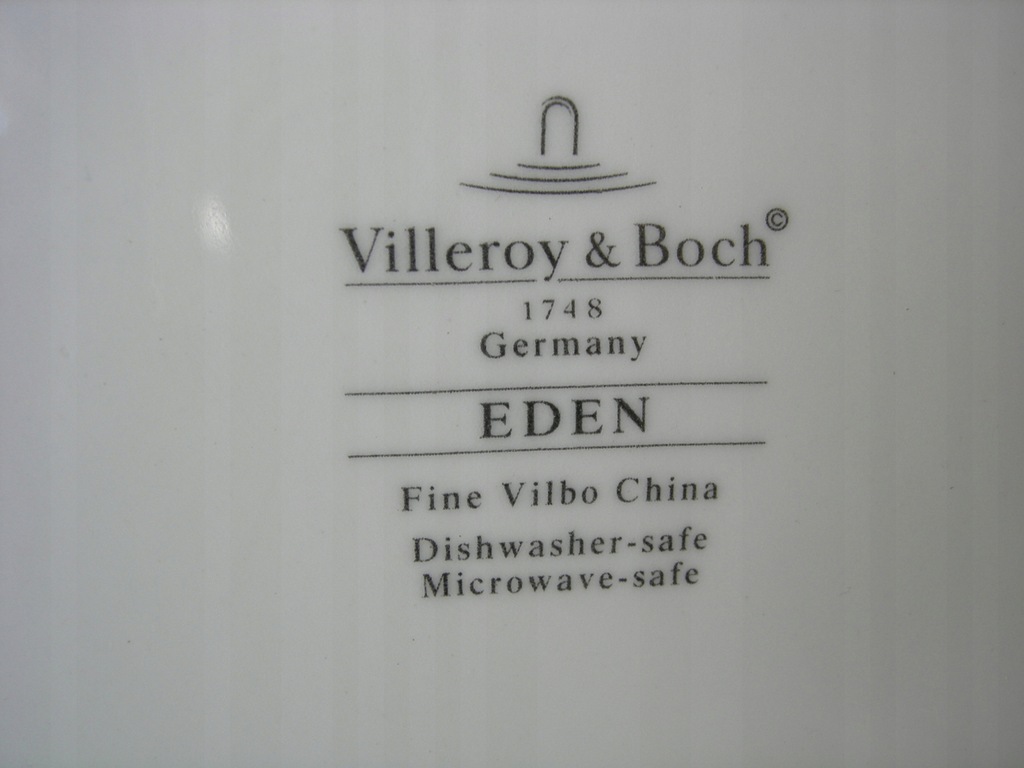 Villeroy & Boch©
1748
Germany
EDEN
Fine Vilbo China
Dishwasher-safe
Microwave-safe